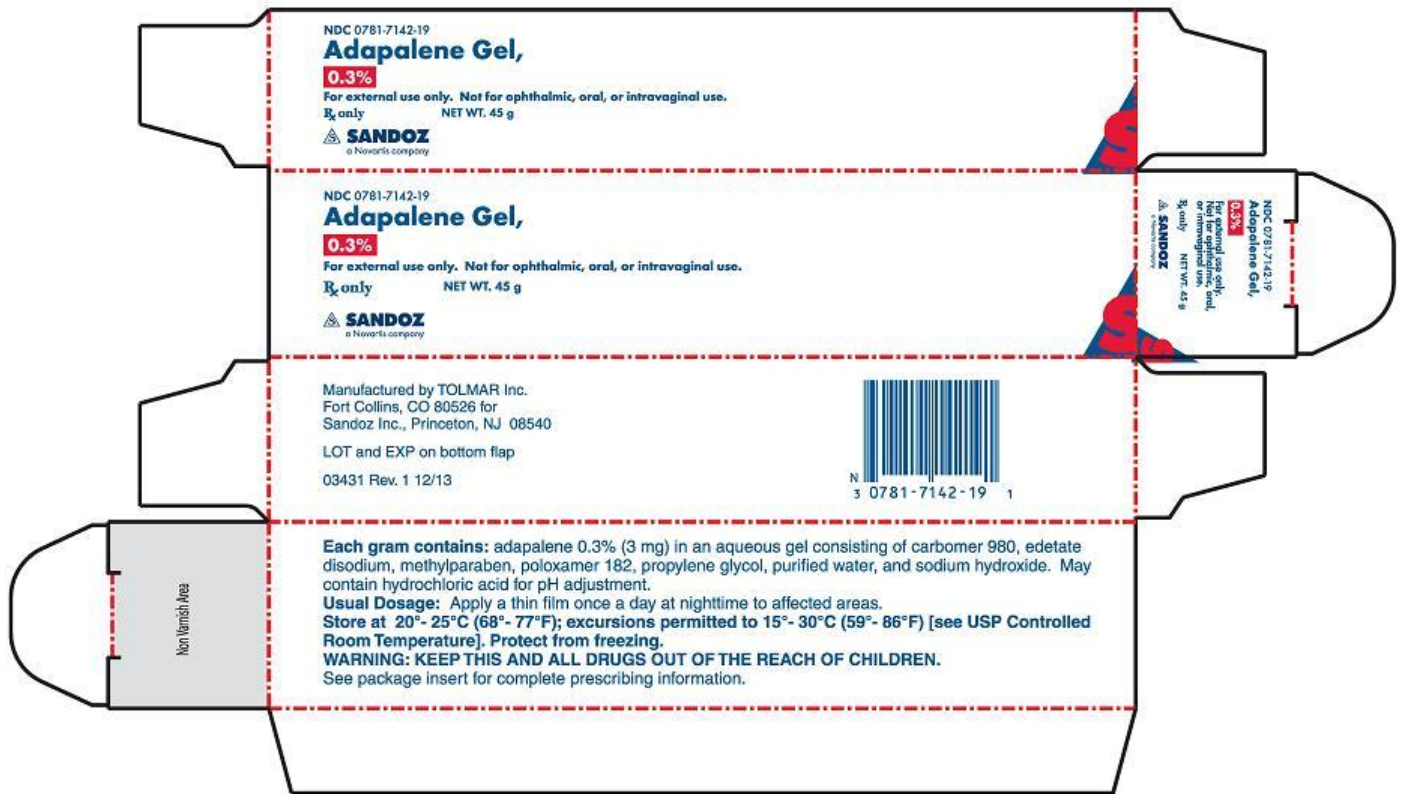 NDC 0781-7142-19
Adapalene Gel,
0.3%
For external use only. Not for ophthalmic, oral, or intravaginal use.
Rx only NET WT. 45 g
S SANDOZ
a Novartis company
S
NDC 0781-7142-19
Adapalene Gel,
0.3%
For external use only. Not for ophthalmic, oral, or intravaginal use.
Rx only NET WT. 45 g
S SANDOZ
a Novartis company
S
NDC 0781-7142-19
Adapalene Gel,
0.3%
For external use only.
Not for ophthalmic, oral,
or intravaginal use.
Rx only NET WT. 45 g
S SANDOZ
a Novartis company
S
Manufactured by TOLMAR Inc.
Fort Collins, CO 80526 for
Sandoz Inc., Princeton, NJ 08540
LOT and EXP on bottom flap
03431 Rev. 1 12/13
N
3 0781-7142-19 1
Each gram contains: adapalene 0.3% (3 mg) in an aqueous gel consisting of carbomer 980, edetate
disodium, methylparaben, poloxamer 182, propylene glycol, purified water, and sodium hydroxide. May
contain hydrochloric acid for pH adjustment.
Usual Dosage: Apply a thin film once a day at nighttime to affected areas.
Store at 20°- 25°C (68°- 77°F); excursions permitted to 15°- 30°C (59°- 86°F) [see USP Controlled
Room Temperature]. Protect from freezing.
WARNING: KEEP THIS AND ALL DRUGS OUT OF THE REACH OF CHILDREN.
See package insert for complete prescribing information.
Non Varnish Area